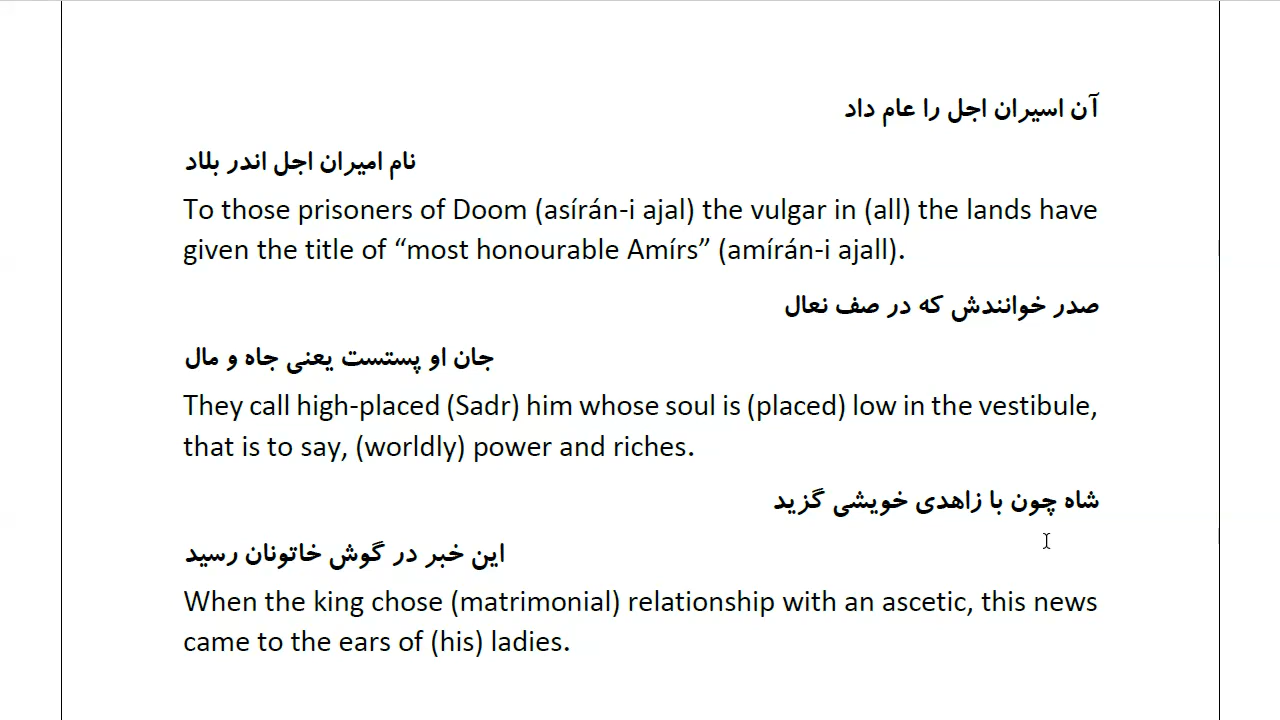 آن اسیران اجل را عام داد
نام امیران اجل اندر بلاد
To those prisoners of Doom (asírán-i ajal) the vulgar in (all) the lands have
given the title of “most honourable Amírs” (amírán-i ajall).
صدر خوانندش که در صف نعال
جان او پستست یعنی جاه و مال
They call high-placed (Sadr) him whose soul is (placed) low in the vestibule,
that is to say, (worldly) power and riches.
شاه چون با زاهدی خویشی گزید
این خبر در گوش خاتونان رسید
When the king chose (matrimonial) relationship with an ascetic, this news
came to the ears of (his) ladies.